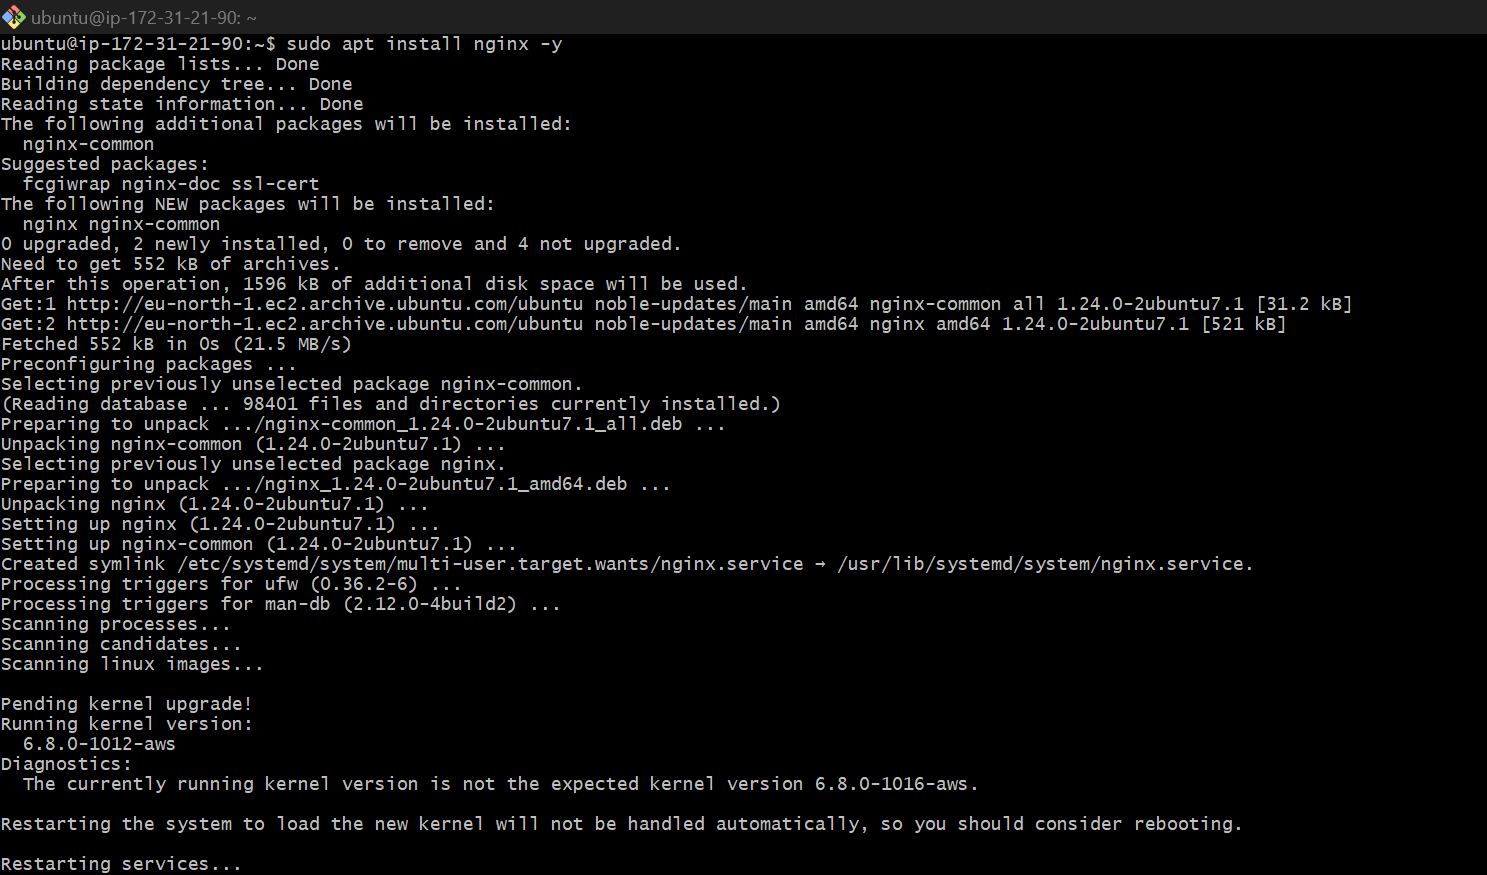 ubuntu@ip-172-31-21-90: ~
ubuntu@ip-172-31-21-90:~$ sudo apt install nginx -y
Reading package lists... Done
Building dependency tree... Done
Reading state information... Done
The following additional packages will be installed:
  nginx-common
Suggested packages:
  fcgiwrap nginx-doc ssl-cert
The following NEW packages will be installed:
  nginx nginx-common
0 upgraded, 2 newly installed, 0 to remove and 4 not upgraded.
Need to get 552 kB of archives.
After this operation, 1596 kB of additional disk space will be used.
Get:1 http://eu-north-1.ec2.archive.ubuntu.com/ubuntu noble-updates/main amd64 nginx-common all 1.24.0-2ubuntu7.1 [31.2 kB]
Get:2 http://eu-north-1.ec2.archive.ubuntu.com/ubuntu noble-updates/main amd64 nginx amd64 1.24.0-2ubuntu7.1 [521 kB]
Fetched 552 kB in 0s (21.5 MB/s)
Preconfiguring packages ...
Selecting previously unselected package nginx-common.
(Reading database ... 98401 files and directories currently installed.)
Preparing to unpack .../nginx-common_1.24.0-2ubuntu7.1_all.deb ...
Unpacking nginx-common (1.24.0-2ubuntu7.1) ...
Selecting previously unselected package nginx.
Preparing to unpack .../nginx_1.24.0-2ubuntu7.1_amd64.deb ...
Unpacking nginx (1.24.0-2ubuntu7.1) ...
Setting up nginx (1.24.0-2ubuntu7.1) ...
Setting up nginx-common (1.24.0-2ubuntu7.1) ...
Created symlink /etc/systemd/system/multi-user.target.wants/nginx.service → /usr/lib/systemd/system/nginx.service.
Processing triggers for ufw (0.36.2-6) ...
Processing triggers for man-db (2.12.0-4build2) ...
Scanning processes...
Scanning candidates...
Scanning linux images...

Pending kernel upgrade!
Running kernel version:
  6.8.0-1012-aws
Diagnostics:
  The currently running kernel version is not the expected kernel version 6.8.0-1016-aws.

Restarting the system to load the new kernel will not be handled automatically, so you should consider rebooting.

Restarting services...